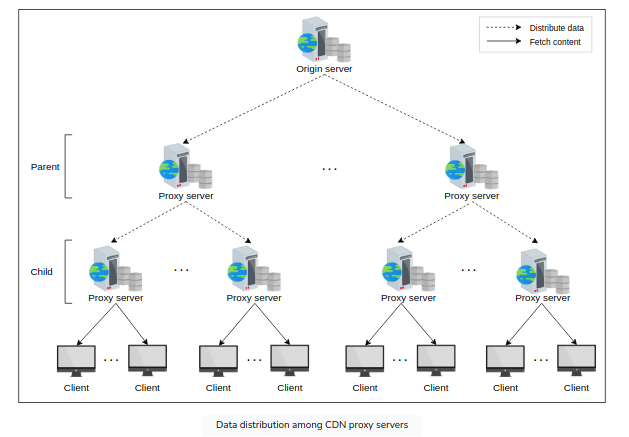 Distribute data
Fetch content
Origin server
Parent
...
Proxy server Proxy server
Child
... ...
Proxy server Proxy server Proxy server Proxy server
... ... ... ...
Client Client Client Client Client Client Client Client
Data distribution among CDN proxy servers